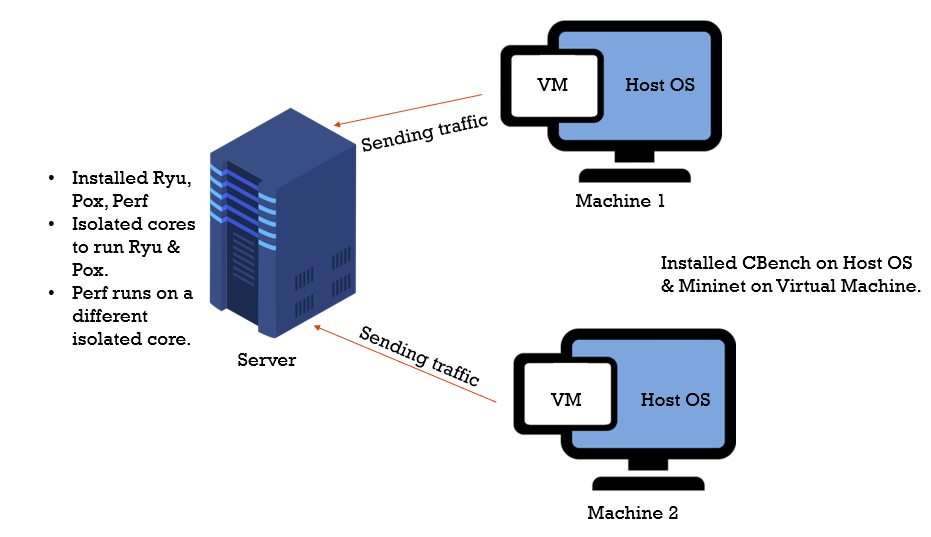 VM
Host OS
Sending traffic
Machine 1
• Installed Ryu,
Pox, Perf
• Isolated cores
to run Ryu &
Pox.
• Perf runs on a
different
isolated core.
Installed CBench on Host OS
& Mininet on Virtual Machine.
Server
Sending traffic
VM
Host OS
Machine 2